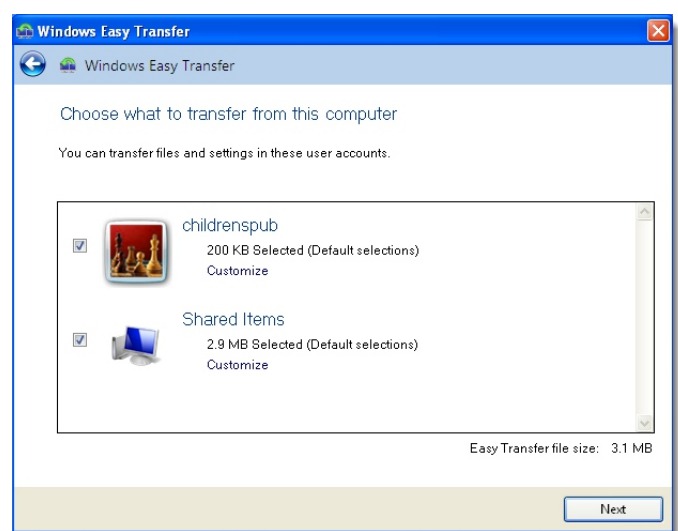 Windows Easy Transfer
Windows Easy Transfer
Choose what to transfer from this computer
You can transfer files and settings in these user accounts.
childrenspub
200 KB Selected (Default selections)
Customize
Shared Items
2.9 MB Selected (Default selections)
Customize
Easy Transfer file size: 3.1 MB
Next